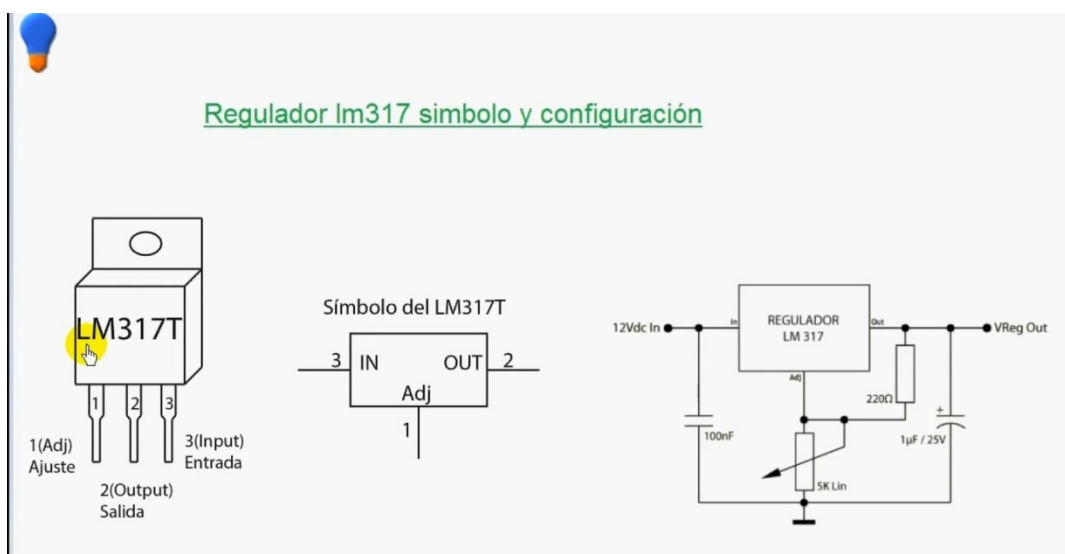 Regulador lm317 simbolo y configuración
LM317T
1 2 3
1(Adj)
Ajuste
2(Output)
Salida
3(Input)
Entrada
Símbolo del LM317T
3 IN OUT 2
Adj
1
12Vdc In
In
REGULADOR
LM 317
Out
VReg Out
Adj
220Ω
100nF
+
1µF / 25V
5K Lin